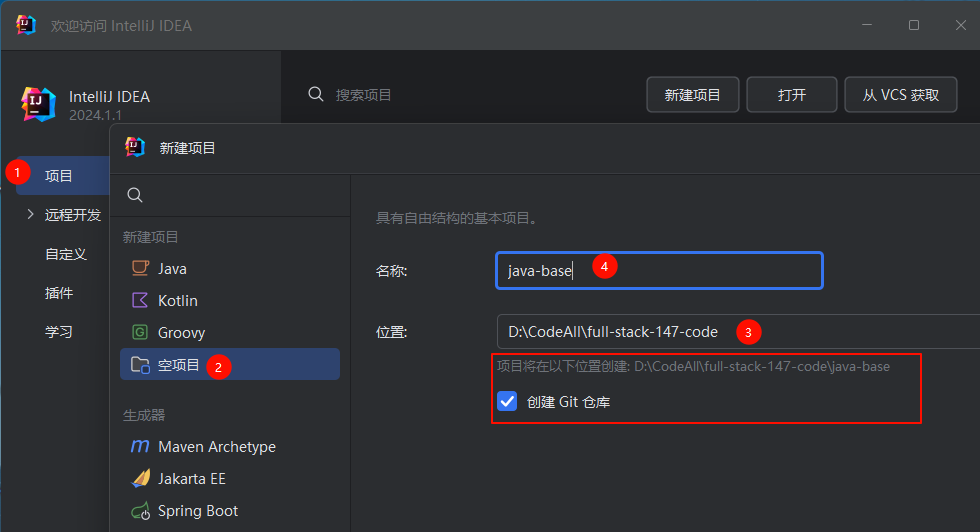 欢迎访问 IntelliJ IDEA
IntelliJ IDEA
2024.1.1
搜索项目
新建项目
打开
从 VCS 获取
1
项目
远程开发
自定义
插件
学习
新建项目
新建项目
Java
Kotlin
Groovy
空项目
2
生成器
Maven Archetype
Jakarta EE
Spring Boot
具有自由结构的基本项目。
名称:
java-base
4
位置:
D:\CodeAll\full-stack-147-code
3
项目将在以下位置创建: D:\CodeAll\full-stack-147-code\java-base
创建 Git 仓库